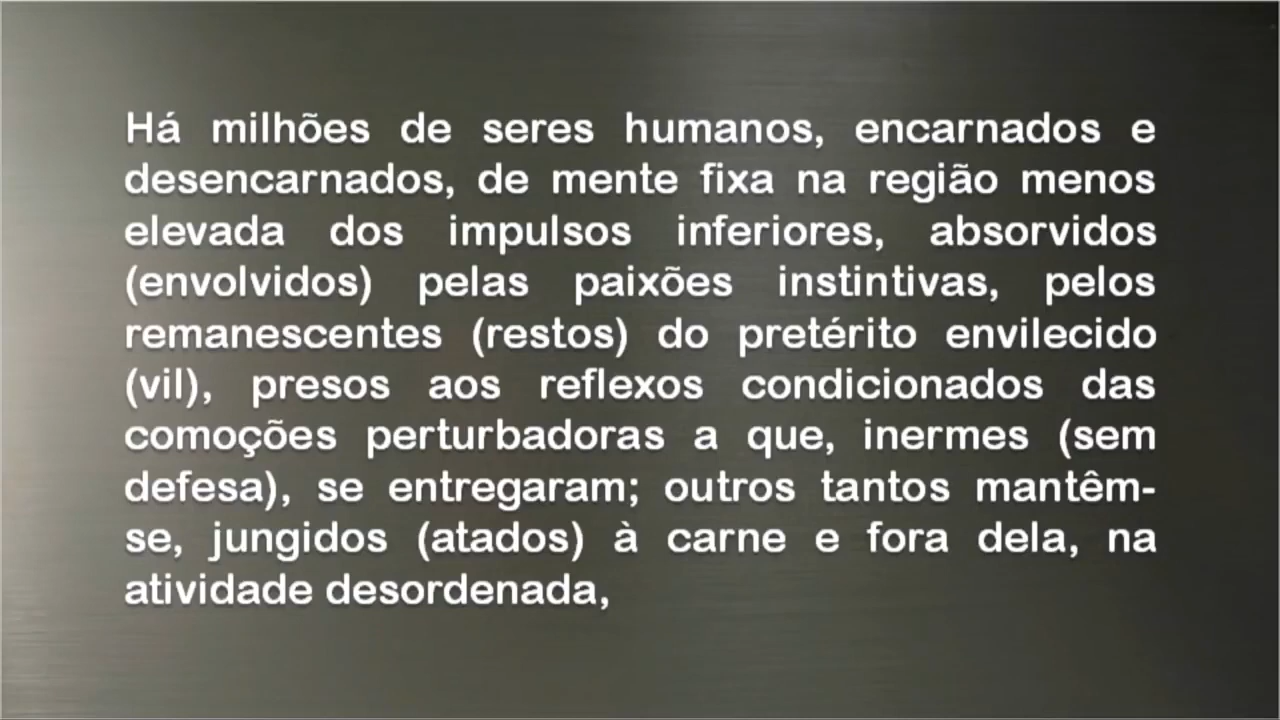 Há milhões de seres humanos, encarnados e
desencarnados, de mente fixa na região menos
elevada dos impulsos inferiores, absorvidos
(envolvidos) pelas paixões instintivas, pelos
remanescentes (restos) do pretérito envilecido
(vil), presos aos reflexos condicionados das
comoções perturbadoras a que, inermes (sem
defesa), se entregaram; outros tantos mantêm-
se, jungidos (atados) à carne e fora dela, na
atividade desordenada,